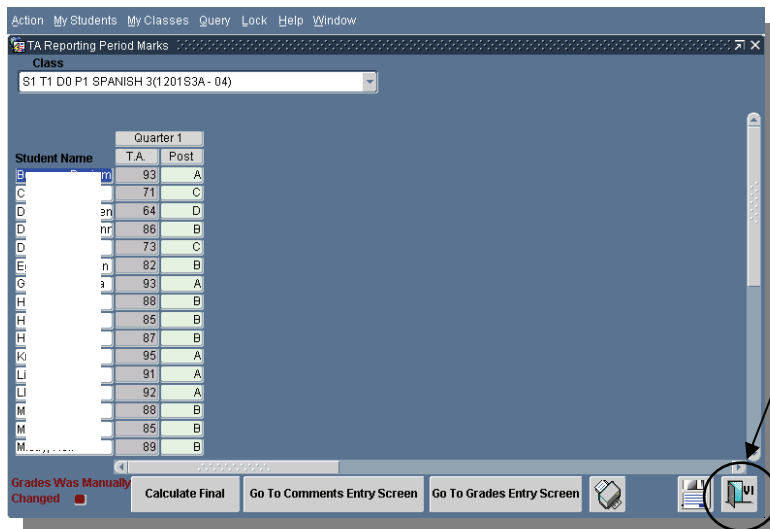 Action My Students My Classes Query Lock Help Window
TA Reporting Period Marks
Class
S1 T1 D0 P1 SPANISH 3(1201S3A - 04)
Quarter 1
Student Name T.A. Post
93 A
71 C
64 D
86 B
73 C
82 B
93 A
88 B
85 B
87 B
95 A
91 A
92 A
88 B
85 B
89 B
Grades Was Manually
Changed
Calculate Final Go To Comments Entry Screen Go To Grades Entry Screen